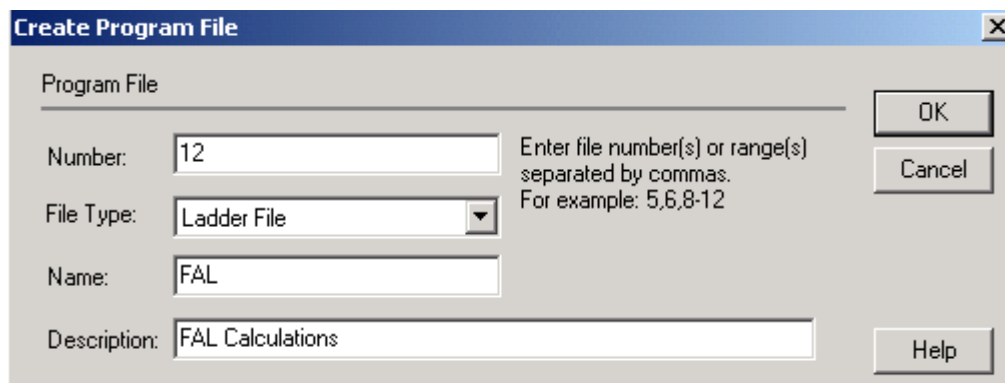 Create Program File
Program File
Number: 12
Enter file number(s) or range(s)
separated by commas.
For example: 5,6,8-12
File Type: Ladder File
Name: FAL
Description: FAL Calculations
OK
Cancel
Help